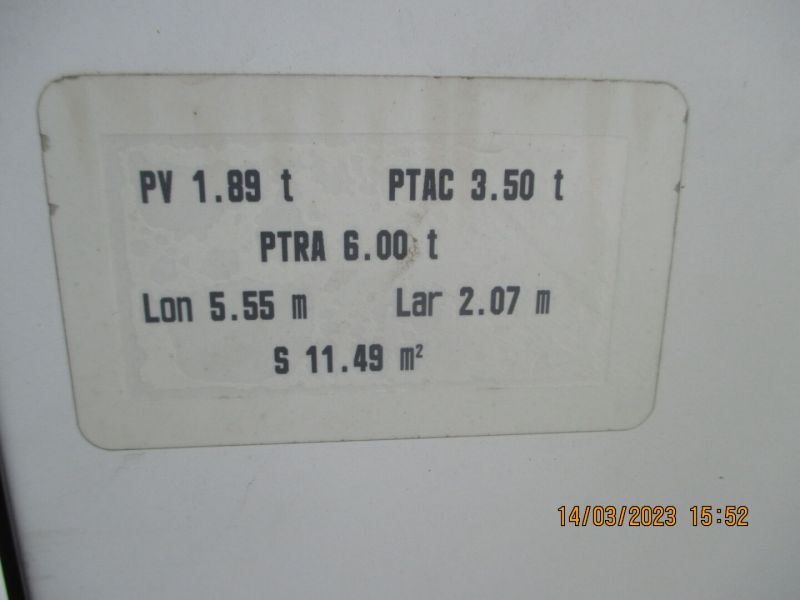 PV 1.89 t PTAC 3.50 t
PTRA 6.00 t
Lon 5.55 m Lar 2.07 m
S 11.49 m²
14/03/2023 15:52